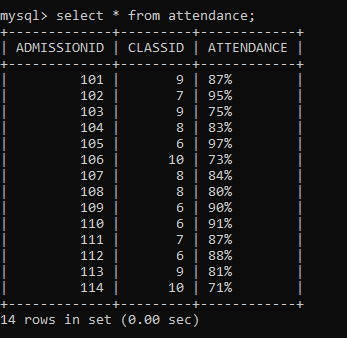 mysql> select * from attendance;
+-------------+---------+------------+
| ADMISSIONID | CLASSID | ATTENDANCE |
+-------------+---------+------------+
|         101 |       9 | 87%        |
|         102 |       7 | 95%        |
|         103 |       9 | 75%        |
|         104 |       8 | 83%        |
|         105 |       6 | 97%        |
|         106 |      10 | 73%        |
|         107 |       8 | 84%        |
|         108 |       8 | 80%        |
|         109 |       6 | 90%        |
|         110 |       6 | 91%        |
|         111 |       7 | 87%        |
|         112 |       6 | 88%        |
|         113 |       9 | 81%        |
|         114 |      10 | 71%        |
+-------------+---------+------------+
14 rows in set (0.00 sec)